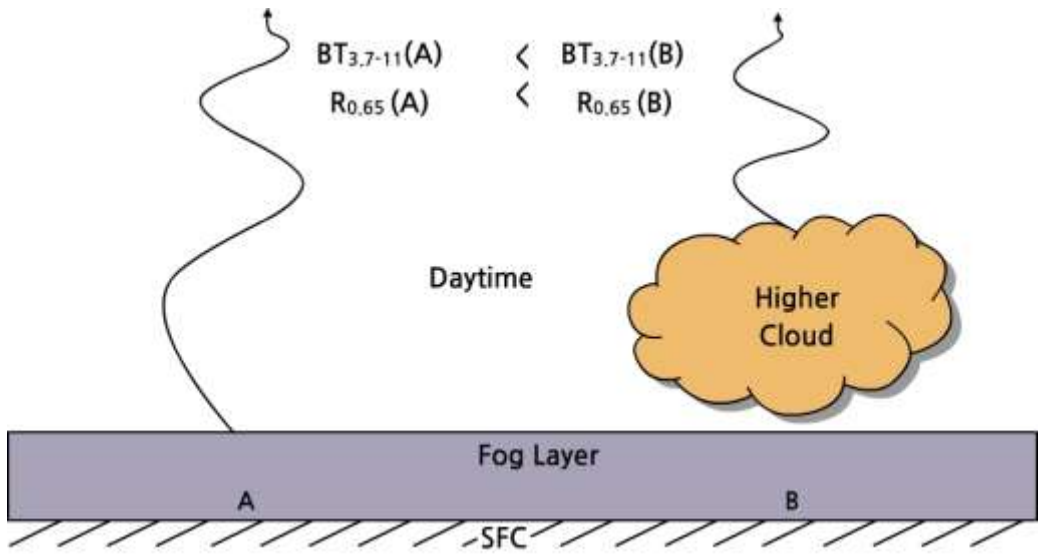 BT₃.₇₋₁₁(A) < BT₃.₇₋₁₁(B)
R₀.₆₅ (A) < R₀.₆₅ (B)
Daytime
Higher
Cloud
Fog Layer
A B
SFC